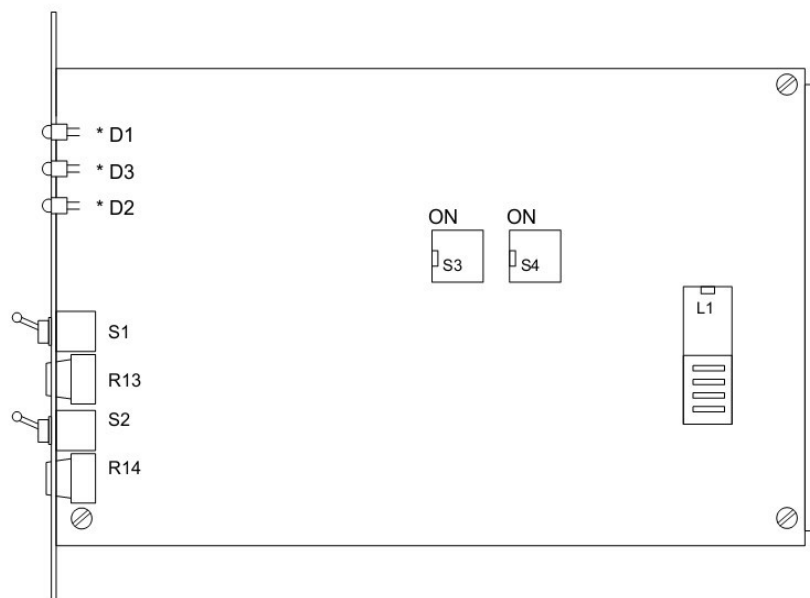 * D1
* D3
* D2
ON ON
S3 S4
L1
S1
R13
S2
R14